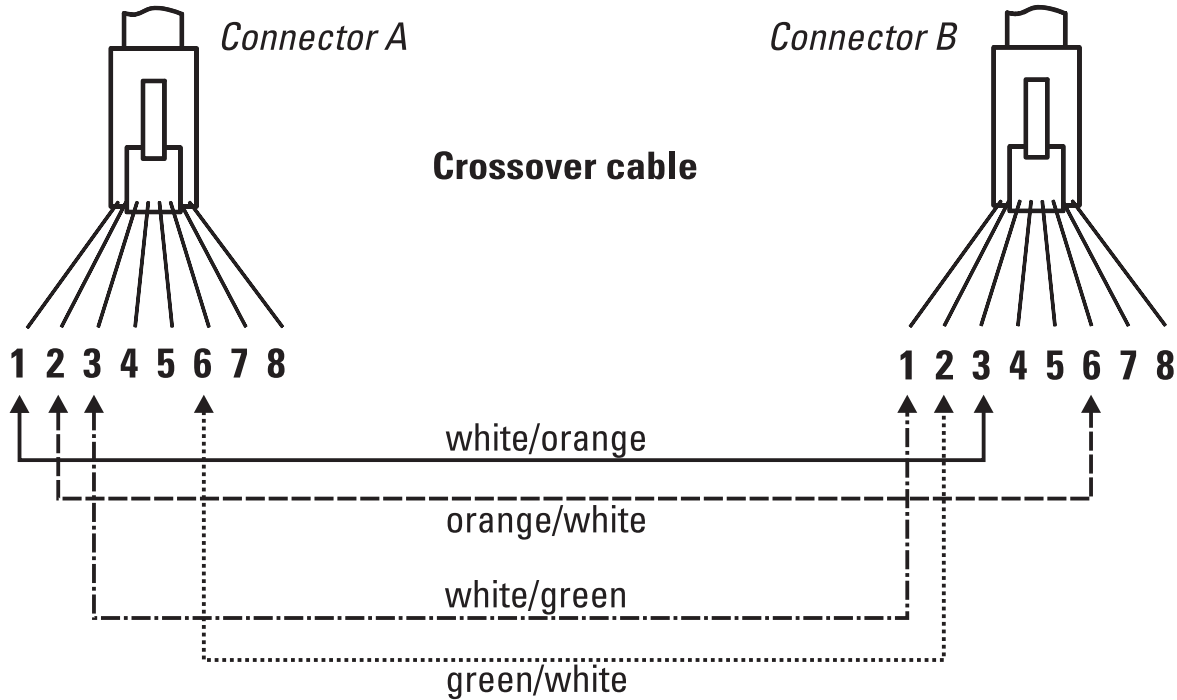 Connector A
Connector B
Crossover cable
1 2 3 4 5 6 7 8
1 2 3 4 5 6 7 8
white/orange
orange/white
white/green
green/white